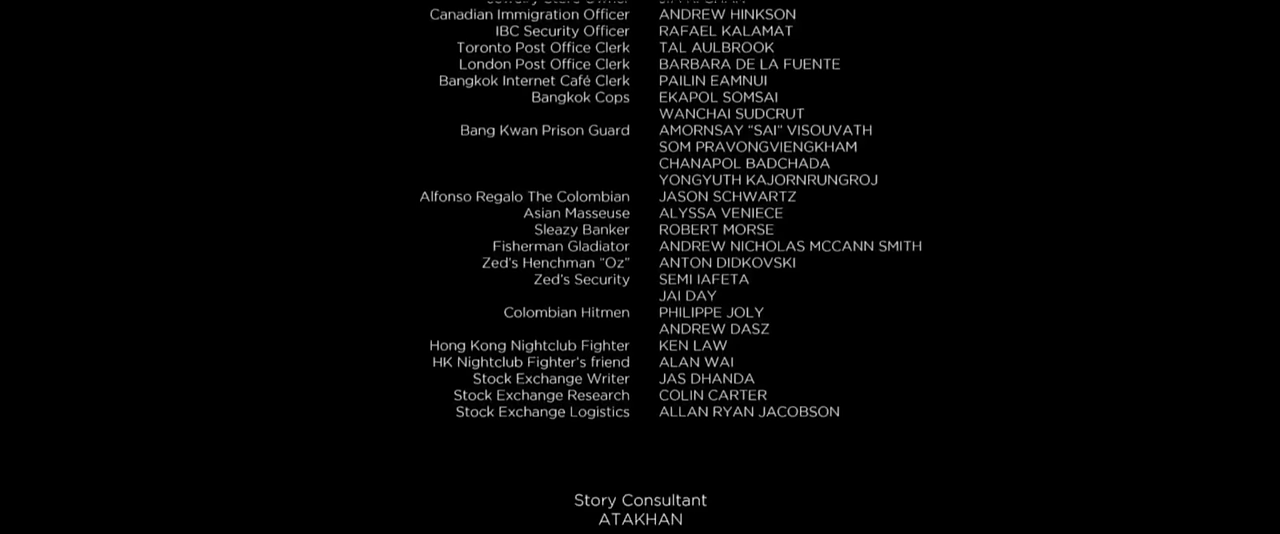 Canadian Immigration Officer ANDREW HINKSON
IBC Security Officer RAFAEL KALAMAT
Toronto Post Office Clerk TAL AULBROOK
London Post Office Clerk BARBARA DE LA FUENTE
Bangkok Internet Café Clerk PAILIN EAMNUI
Bangkok Cops EKAPOL SOMSAI
WANCHAI SUDCRUT
Bang Kwan Prison Guard AMORNSAY “SAI” VISOUVATH
SOM PRAVONGVIENGKHAM
CHANAPOL BADCHADA
YONGYUTH KAJORNRUNGROJ
Alfonso Regalo The Colombian JASON SCHWARTZ
Asian Masseuse ALYSSA VENIECE
Sleazy Banker ROBERT MORSE
Fisherman Gladiator ANDREW NICHOLAS MCCANN SMITH
Zed's Henchman "Oz" ANTON DIDKOVSKI
Zed's Security SEMI IAFETA
JAI DAY
Colombian Hitmen PHILIPPE JOLY
ANDREW DASZ
Hong Kong Nightclub Fighter KEN LAW
HK Nightclub Fighter's friend ALAN WAI
Stock Exchange Writer JAS DHANDA
Stock Exchange Research COLIN CARTER
Stock Exchange Logistics ALLAN RYAN JACOBSON
Story Consultant
ATAKHAN